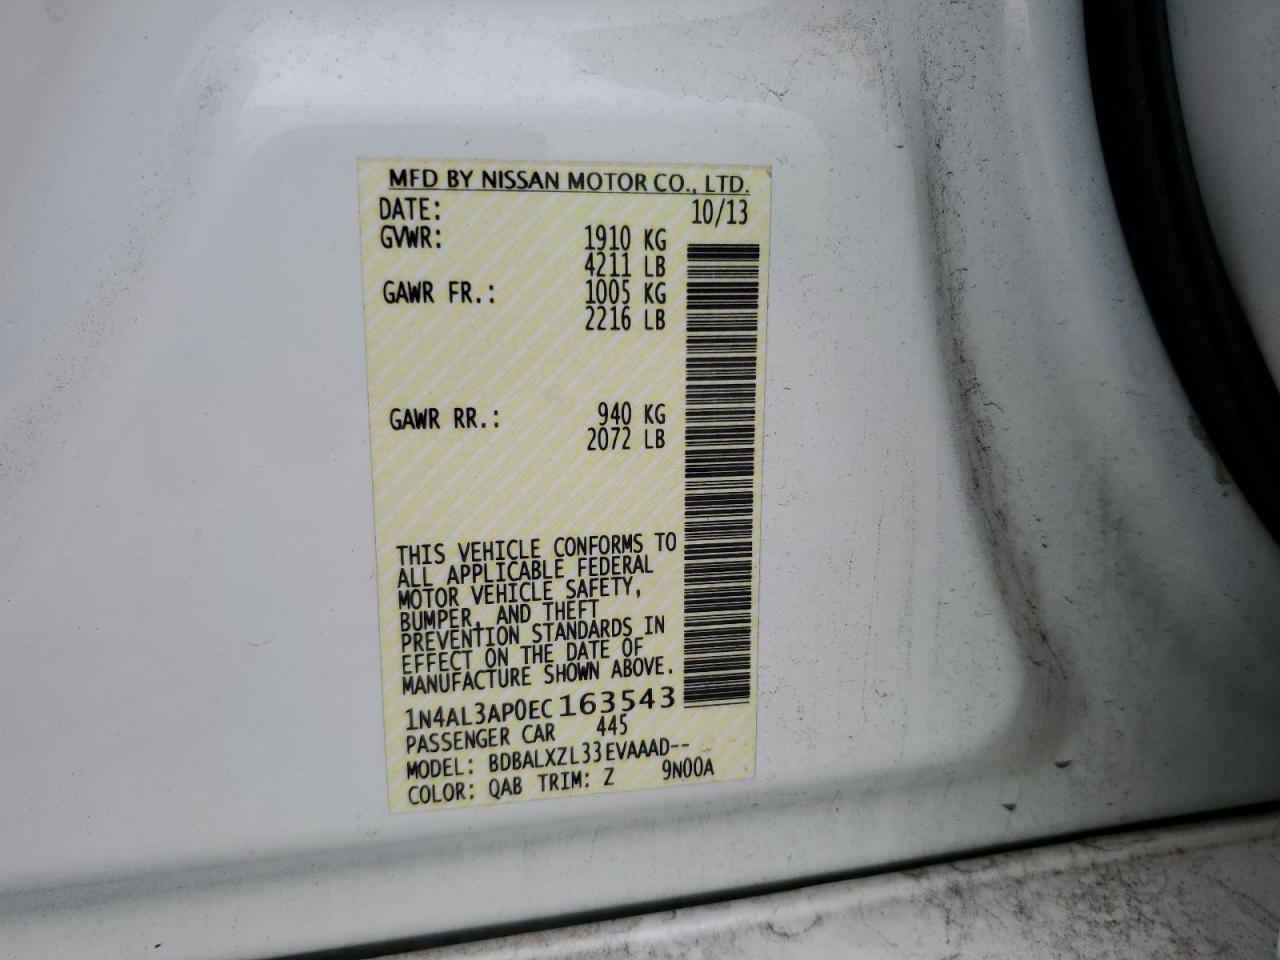 MFD BY NISSAN MOTOR CO., LTD.
DATE: 10/13
GVWR: 1910 KG
4211 LB
GAWR FR.: 1005 KG
2216 LB
GAWR RR.: 940 KG
2072 LB
THIS VEHICLE CONFORMS TO
ALL APPLICABLE FEDERAL
MOTOR VEHICLE SAFETY,
BUMPER, AND THEFT
PREVENTION STANDARDS IN
EFFECT ON THE DATE OF
MANUFACTURE SHOWN ABOVE.
1N4AL3AP0EC163543
PASSENGER CAR 445
MODEL: BDBALXZL33EVAAAD--
COLOR: QAB TRIM: Z 9N00A